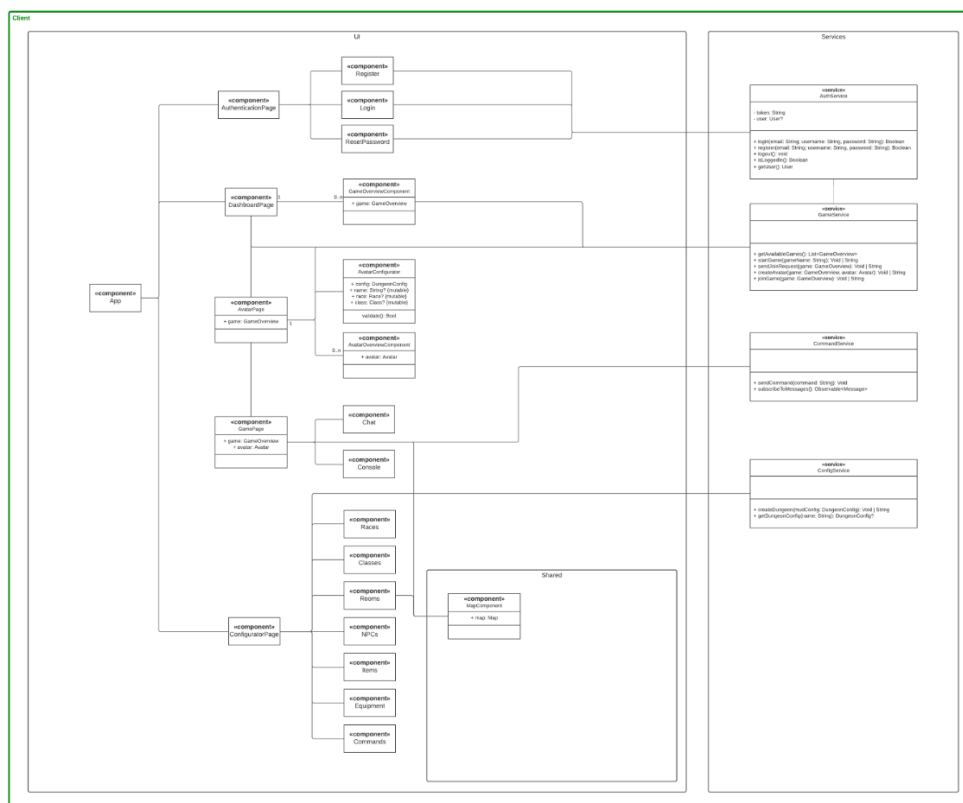 Client
UI
Services
«component»
Register
«component»
AuthenticationPage
«component»
Login
«component»
ResetPassword
«service»
AuthService
- token: String
- user: User?
+ login(email: String; username: String, password: String): Boolean
+ register(email: String; username: String, password: String): Boolean
+ logout(): void
+ isLoggedIn(): Boolean
+ getUser(): User
«component»
DashboardPage
1
0..n
«component»
GameOverviewComponent
+ game: GameOverview
«service»
GameService
+ getAvailableGames(): List<GameOverview>
+ startGame(gameName: String): Void | String
+ sendJoinRequest(game: GameOverview): Void | String
+ createAvatar(game: GameOverview, avatar: Avatar): Void | String
+ joinGame(game: GameOverview): Void | String
«component»
App
«component»
AvatarConfigurator
+ config: DungeonConfig
+ name: String? {mutable}
+ race: Race? {mutable}
+ class: Class? {mutable}
validate(): Bool
«component»
AvatarPage
+ game: GameOverview
1
0..n
«component»
AvatarOverviewComponent
+ avatar: Avatar
«service»
CommandService
+ sendCommand(command: String): Void
+ subscribeToMessages(): Observable<Message>
«component»
GamePage
+ game: GameOverview
+ avatar: Avatar
«component»
Chat
«component»
Console
«service»
ConfigService
+ createDungeon(mudConfig: DungeonConfig): Void | String
+ getDungeonConfig(name: String): DungeonConfig?
«component»
Races
«component»
Classes
«component»
Rooms
Shared
«component»
MapComponent
+ map: Map
«component»
ConfiguratorPage
«component»
NPCs
«component»
Items
«component»
Equipment
«component»
Commands